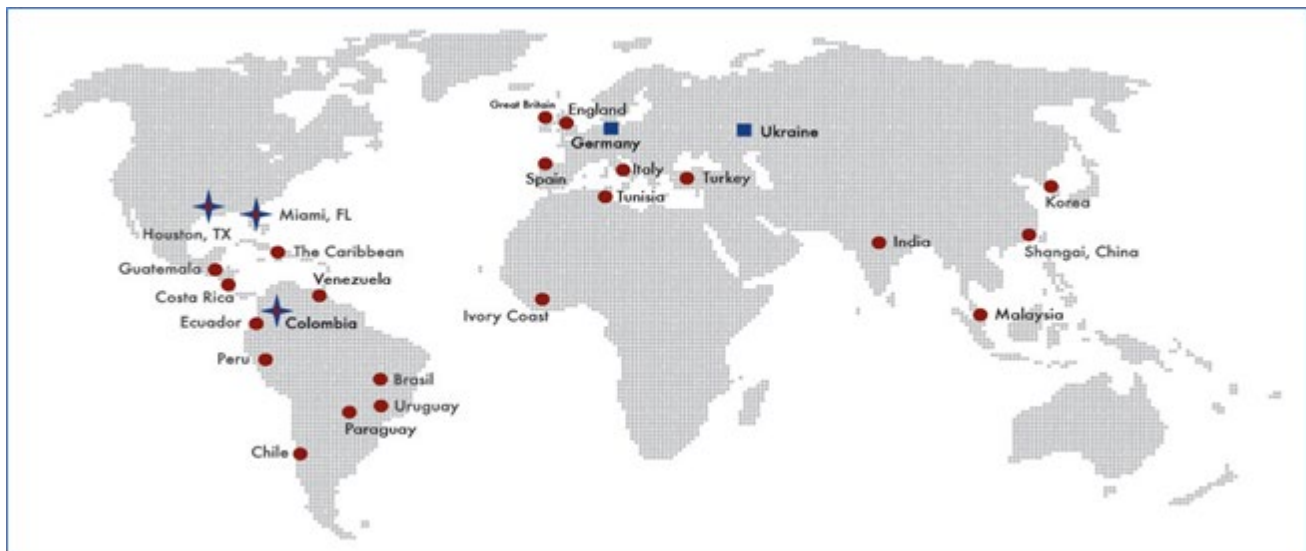 Great Britain
England
Germany
Ukraine
Spain
Italy
Turkey
Tunisia
Korea
Miami, FL
Houston, TX
The Caribbean
India
Shangai, China
Guatemala
Venezuela
Costa Rica
Ivory Coast
Malaysia
Ecuador
Colombia
Peru
Brasil
Uruguay
Paraguay
Chile